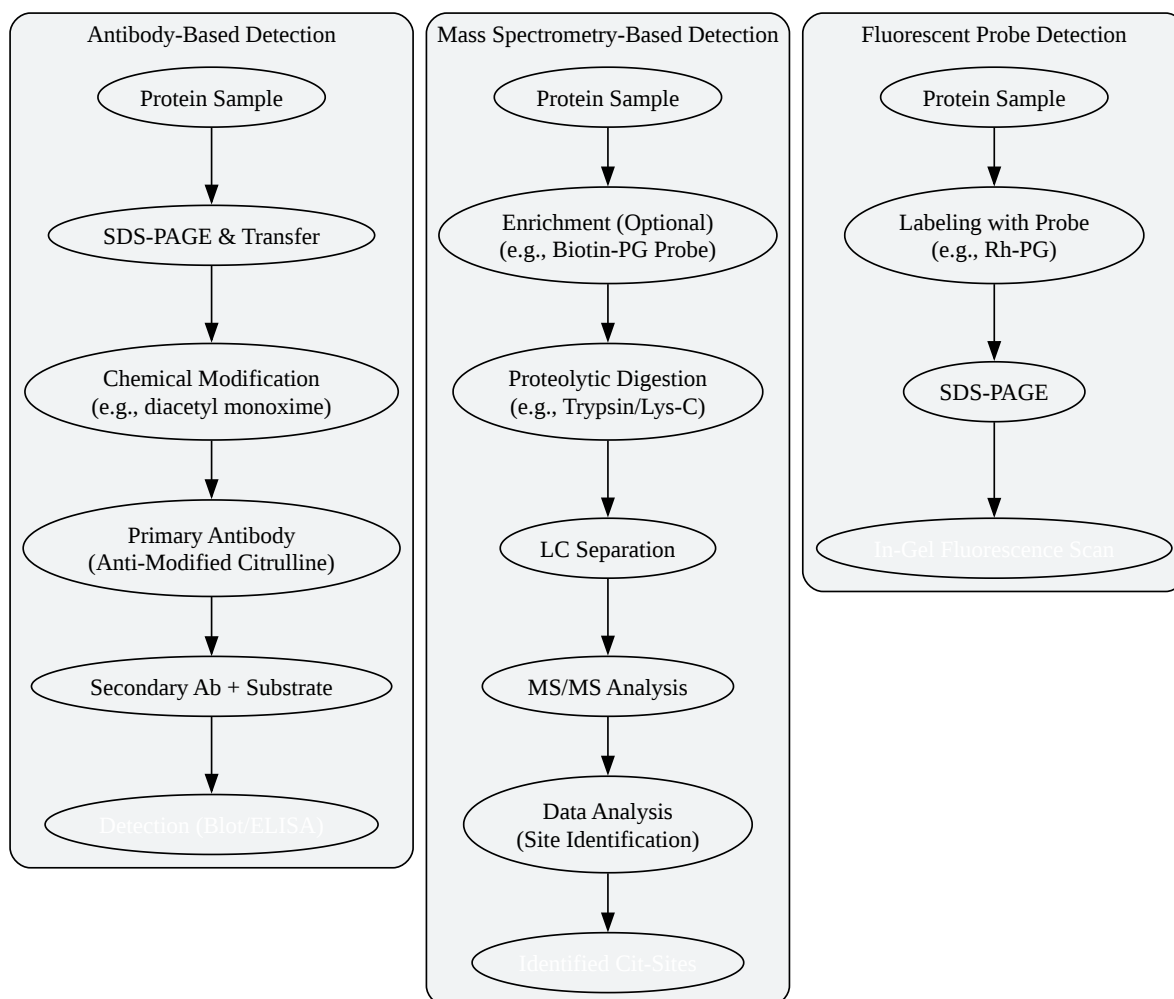 Antibody-Based Detection
Protein Sample
SDS-PAGE & Transfer
Chemical Modification
(e.g., diacetyl monoxime)
Primary Antibody
(Anti-Modified Citrulline)
Secondary Ab + Substrate
Detection (Blot/ELISA)
Mass Spectrometry-Based Detection
Protein Sample
Enrichment (Optional)
(e.g., Biotin-PG Probe)
Proteolytic Digestion
(e.g., Trypsin/Lys-C)
LC Separation
MS/MS Analysis
Data Analysis
(Site Identification)
Identified Cit-Sites
Fluorescent Probe Detection
Protein Sample
Labeling with Probe
(e.g., Rh-PG)
SDS-PAGE
In-Gel Fluorescence Scan